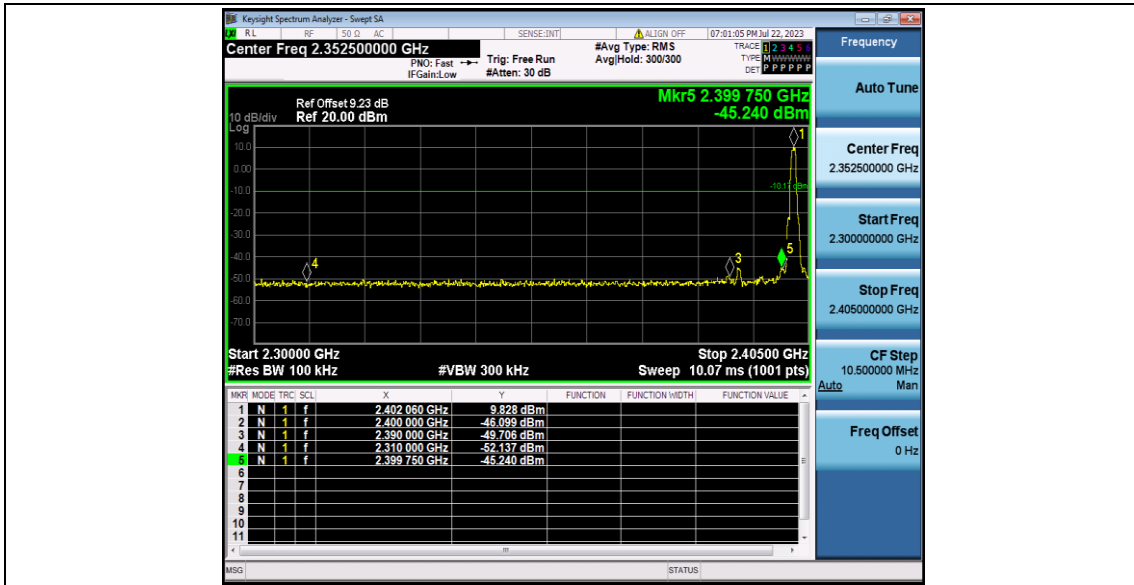 Keysight Spectrum Analyzer - Swept SA
LXI RL RF 50 Ω AC SENSE:INT ALIGN OFF 07:01:05 PM Jul 22, 2023
Center Freq 2.352500000 GHz
PNO: Fast
IFGain:Low
Trig: Free Run
#Atten: 30 dB
#Avg Type: RMS
Avg|Hold: 300/300
TRACE 1 2 3 4 5 6
TYPE M W W W W W
DET P P P P P P
Frequency
Auto Tune
Center Freq
2.352500000 GHz
Start Freq
2.300000000 GHz
Stop Freq
2.405000000 GHz
CF Step
10.500000 MHz
Auto Man
Freq Offset
0 Hz
Mkr5 2.399 750 GHz
-45.240 dBm
Ref Offset 9.23 dB
10 dB/div Ref 20.00 dBm
Log
10.0
0.00
-10.0
-20.0
-30.0
-40.0
-50.0
-60.0
-70.0
1
-10.17 dBm
5
3
4
Start 2.30000 GHz Stop 2.40500 GHz
#Res BW 100 kHz #VBW 300 kHz Sweep 10.07 ms (1001 pts)
MKR MODE TRC SCL X Y FUNCTION FUNCTION WIDTH FUNCTION VALUE
1 N 1 f 2.402 060 GHz 9.828 dBm
2 N 1 f 2.400 000 GHz -46.099 dBm
3 N 1 f 2.390 000 GHz -49.706 dBm
4 N 1 f 2.310 000 GHz -52.137 dBm
5 N 1 f 2.399 750 GHz -45.240 dBm
6
7
8
9
10
11
MSG STATUS